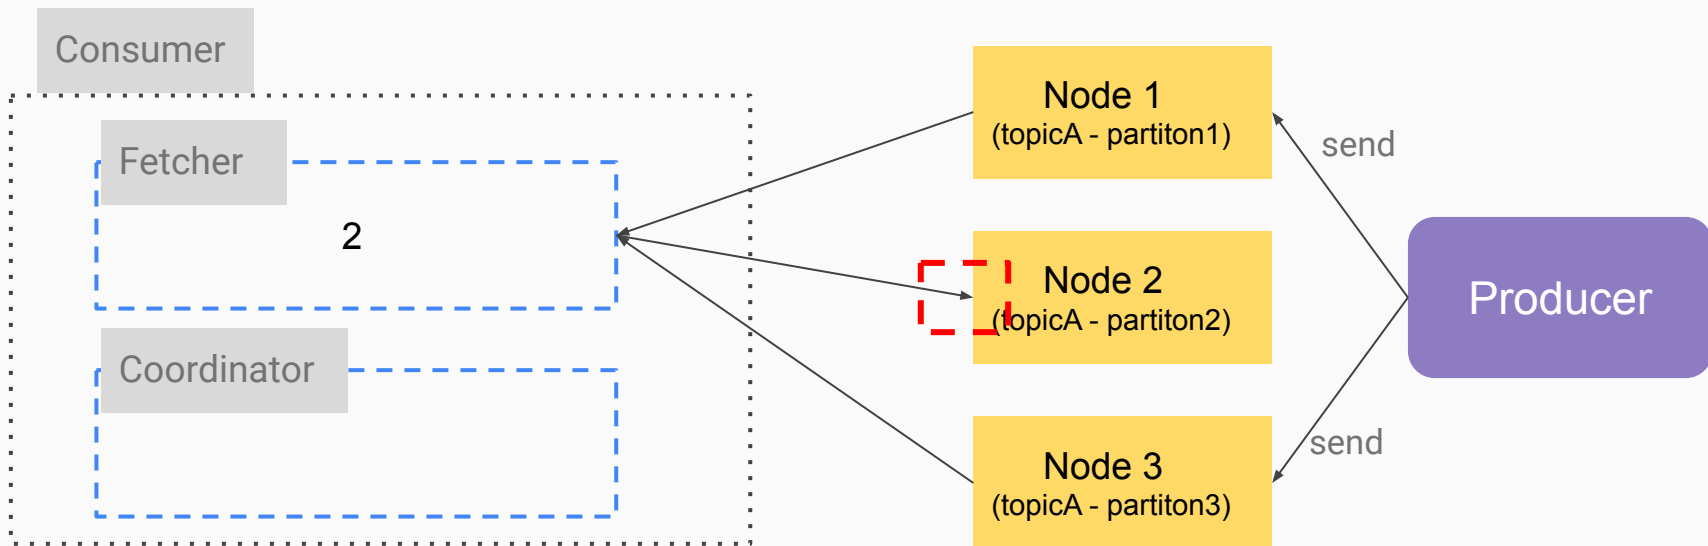 Consumer
Fetcher
2
Coordinator
Node 1
(topicA - partiton1)
Node 2
(topicA - partiton2)
Node 3
(topicA - partiton3)
send
send
Producer